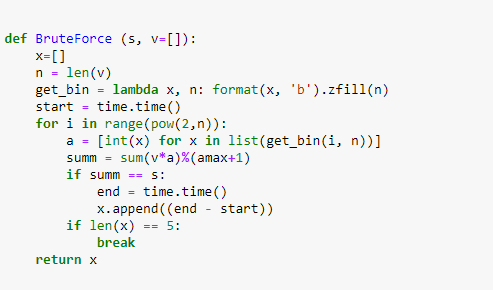 def BruteForce (s, v=[]):
    x=[]
    n = len(v)
    get_bin = lambda x, n: format(x, 'b').zfill(n)
    start = time.time()
    for i in range(pow(2,n)):
        a = [int(x) for x in list(get_bin(i, n))]
        summ = sum(v*a)%(amax+1)
        if summ == s:
            end = time.time()
            x.append((end - start))
        if len(x) == 5:
            break
    return x